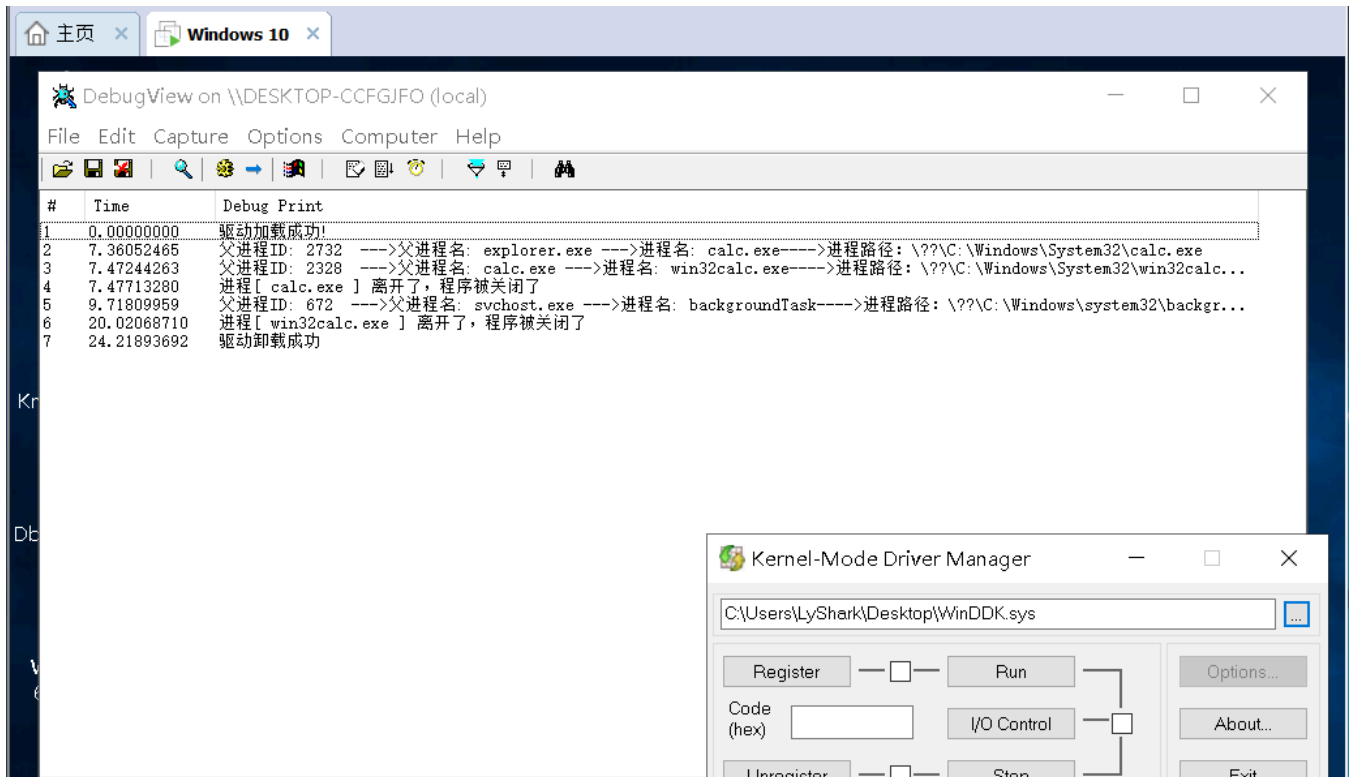 主页 × Windows 10 ×
DebugView on \\DESKTOP-CCFGJFO (local)
File Edit Capture Options Computer Help
# Time Debug Print
1 0.00000000 驱动加载成功!
2 7.36052465 父进程ID: 2732 --->父进程名: explorer.exe --->进程名: calc.exe---->进程路径: \??\C:\Windows\System32\calc.exe
3 7.47244263 父进程ID: 2328 --->父进程名: calc.exe --->进程名: win32calc.exe---->进程路径: \??\C:\Windows\System32\win32calc...
4 7.47713280 进程[ calc.exe ] 离开了，程序被关闭了
5 9.71809959 父进程ID: 672 --->父进程名: svchost.exe --->进程名: backgroundTask---->进程路径: \??\C:\Windows\system32\backgr...
6 20.02068710 进程[ win32calc.exe ] 离开了，程序被关闭了
7 24.21893692 驱动卸载成功
Kr
Db
Kernel-Mode Driver Manager
C:\Users\LyShark\Desktop\WinDDK.sys
...
Register Run Options...
Code
(hex) I/O Control About...
Unregister Stop Exit